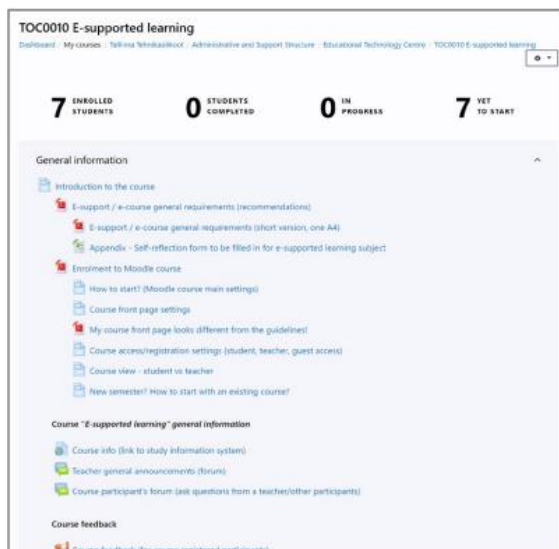 TOC0010 E-supported learning
Dashboard / My courses / Tallinna Tehnikaülikool / Administrative and Support Structure / Educational Technology Centre / TOC0010 E-supported learning
7 ENROLLED STUDENTS
0 STUDENTS COMPLETED
0 IN PROGRESS
7 YET TO START
General information
Introduction to the course
E-support / e-course general requirements (recommendations)
E-support / e-course general requirements (short version, one A4)
Appendix - Self-reflection form to be filled in for e-supported learning subject
Enrolment to Moodle course
How to start? (Moodle course main settings)
Course front page settings
My course front page looks different from the guidelines!
Course access/registration settings (student, teacher, guest access)
Course view - student vs teacher
New semester? How to start with an existing course?
Course "E-supported learning" general information
Course info (link to study information system)
Teacher general announcements (forum)
Course participant's forum (ask questions from a teacher/other participants)
Course feedback